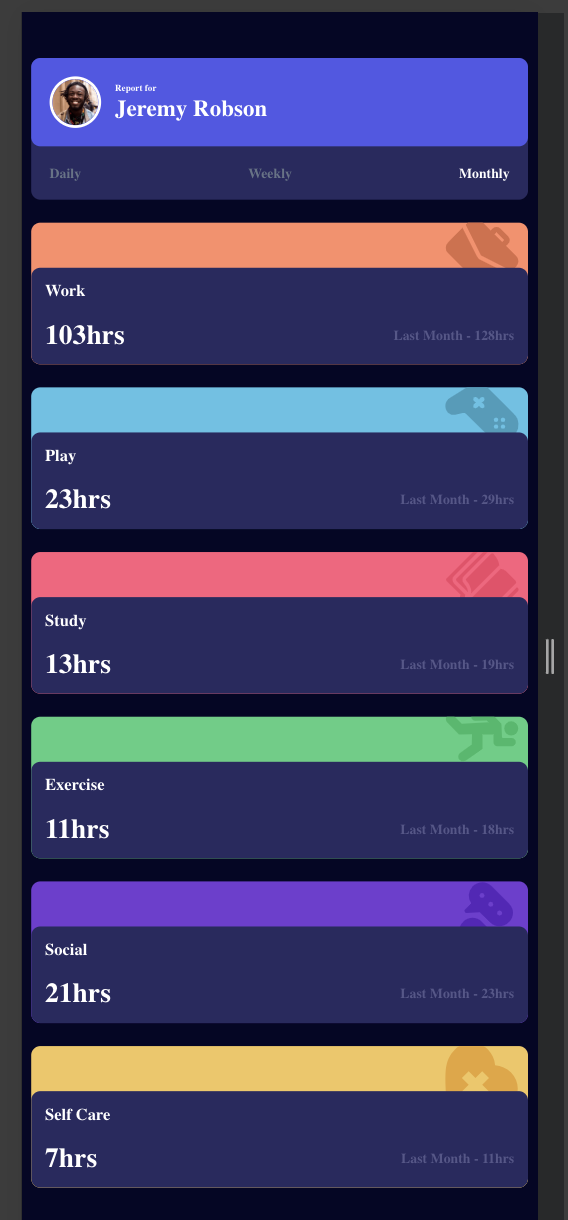 Report for
Jeremy Robson
Daily Weekly Monthly
Work
103hrs Last Month - 128hrs
Play
23hrs Last Month - 29hrs
Study
13hrs Last Month - 19hrs
Exercise
11hrs Last Month - 18hrs
Social
21hrs Last Month - 23hrs
Self Care
7hrs Last Month - 11hrs